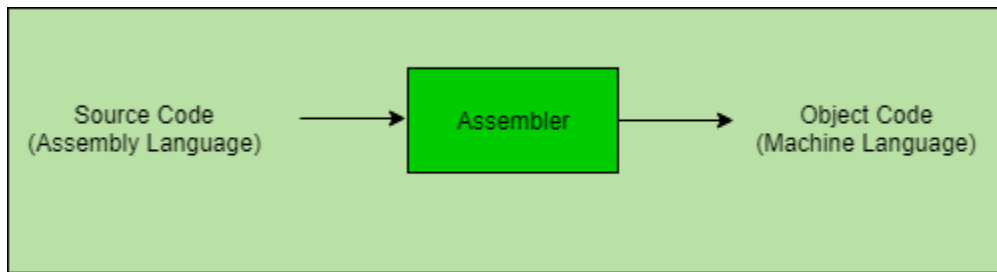 Source Code
(Assembly Language)
Assembler
Object Code
(Machine Language)